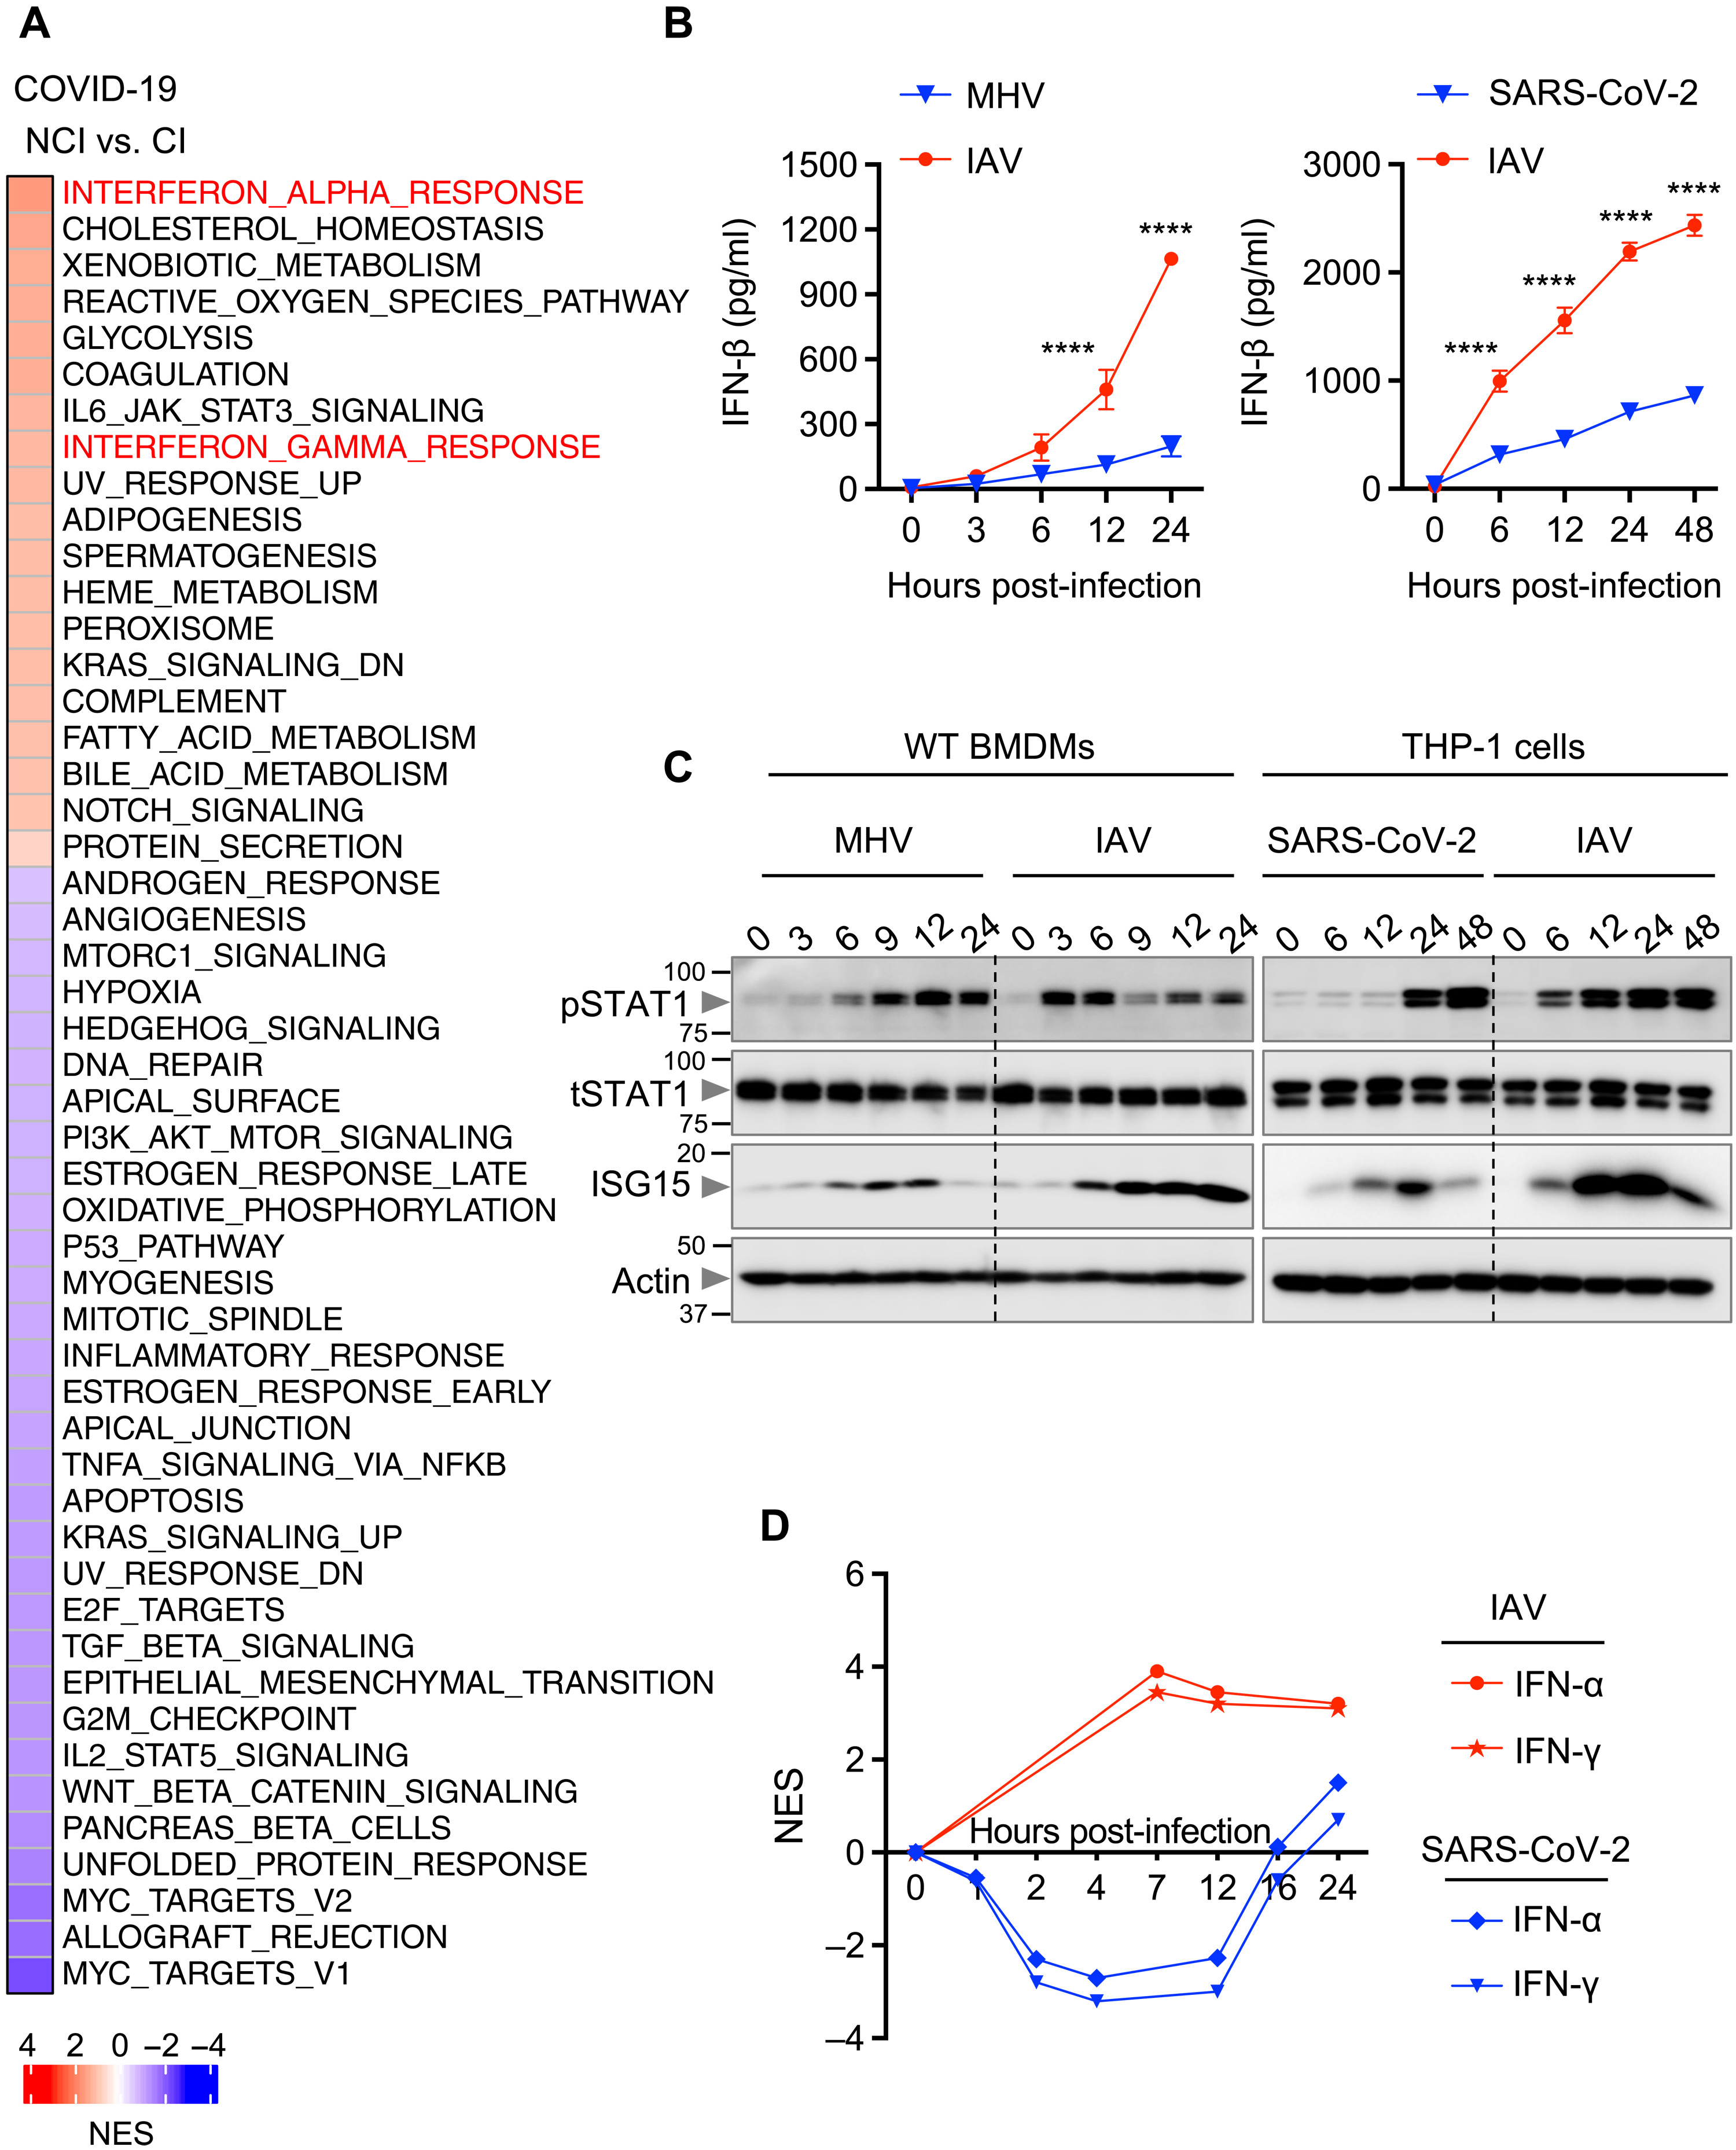 A
COVID-19
NCI vs. CI
INTERFERON_ALPHA_RESPONSE
CHOLESTEROL_HOMEOSTASIS
XENOBIOTIC_METABOLISM
REACTIVE_OXYGEN_SPECIES_PATHWAY
GLYCOLYSIS
COAGULATION
IL6_JAK_STAT3_SIGNALING
INTERFERON_GAMMA_RESPONSE
UV_RESPONSE_UP
ADIPOGENESIS
SPERMATOGENESIS
HEME_METABOLISM
PEROXISOME
KRAS_SIGNALING_DN
COMPLEMENT
FATTY_ACID_METABOLISM
BILE_ACID_METABOLISM
NOTCH_SIGNALING
PROTEIN_SECRETION
ANDROGEN_RESPONSE
ANGIOGENESIS
MTORC1_SIGNALING
HYPOXIA
HEDGEHOG_SIGNALING
DNA_REPAIR
APICAL_SURFACE
PI3K_AKT_MTOR_SIGNALING
ESTROGEN_RESPONSE_LATE
OXIDATIVE_PHOSPHORYLATION
P53_PATHWAY
MYOGENESIS
MITOTIC_SPINDLE
INFLAMMATORY_RESPONSE
ESTROGEN_RESPONSE_EARLY
APICAL_JUNCTION
TNFA_SIGNALING_VIA_NFKB
APOPTOSIS
KRAS_SIGNALING_UP
UV_RESPONSE_DN
E2F_TARGETS
TGF_BETA_SIGNALING
EPITHELIAL_MESENCHYMAL_TRANSITION
G2M_CHECKPOINT
IL2_STAT5_SIGNALING
WNT_BETA_CATENIN_SIGNALING
PANCREAS_BETA_CELLS
UNFOLDED_PROTEIN_RESPONSE
MYC_TARGETS_V2
ALLOGRAFT_REJECTION
MYC_TARGETS_V1
4 2 0 –2 –4
NES
B
MHV
IAV
IFN-β (pg/ml)
1500
1200
900
600
300
0
****
****
0 3 6 12 24
Hours post-infection
SARS-CoV-2
IAV
IFN-β (pg/ml)
3000
2000
1000
0
****
****
****
****
0 6 12 24 48
Hours post-infection
C
WT BMDMs
THP-1 cells
MHV
IAV
SARS-CoV-2
IAV
0 3 6 9 12 24 0 3 6 9 12 24
0 6 12 24 48 0 6 12 24 48
100
pSTAT1
75
100
tSTAT1
75
20
ISG15
50
Actin
37
D
NES
6
4
2
0
–2
–4
Hours post-infection
0 1 2 4 7 12 16 24
IAV
IFN-α
IFN-γ
SARS-CoV-2
IFN-α
IFN-γ